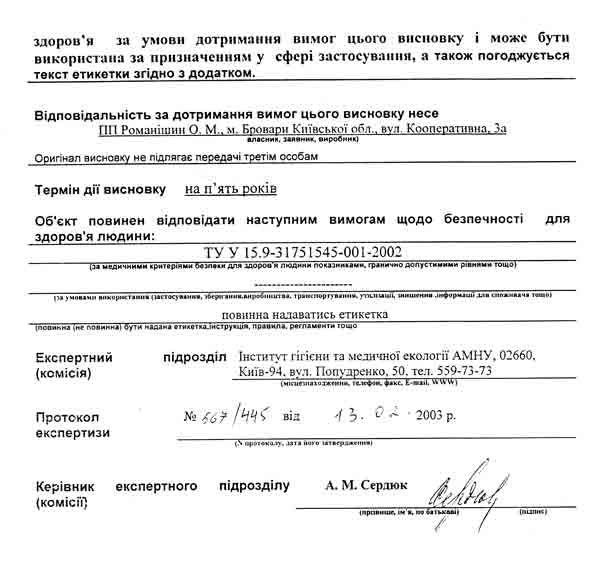 здоров'я за умови дотримання вимог цього висновку і може бути
використана за призначенням у сфері застосування, а також погоджується
текст етикетки згідно з додатком.
Відповідальність за дотримання вимог цього висновку несе
ПП Романішин О. М., м. Бровари Київської обл., вул. Кооперативна, 3а
власник, заявник, виробник)
Оригінал висновку не підлягає передачі третім особам
Термін дії висновку на п'ять років
Об'єкт повинен відповідати наступним вимогам щодо безпечності для
здоров'я людини:
ТУ У 15.9-31751545-001-2002
(за медичними критеріями безпеки для здоров'я людини показниками, гранично допустимими рівнями тощо)
----------------------
(за умовами використання (застосування, зберігання,виробництва, транспортування, утилізації, знищення ,інформації для споживача тощо)
повинна надаватись етикетка
(повинна (не повинна) бути надана етикетка,інструкція, правила, регламенти тощо
Експертний підрозділ Інститут гігієни та медичної екології АМНУ, 02660,
(комісія) Київ-94, вул. Попудренко, 50, тел. 559-73-73
(місцезнаходження, телефон, факс, E-mail, WWW)
Протокол № 567/445 від 13.02. 2003 р.
експертизи
(N протоколу, дата його затвердження)
Керівник експертного підрозділу А. М. Сердюк
(комісії)
(прізвище, ім'я, по батькові) (підпис)